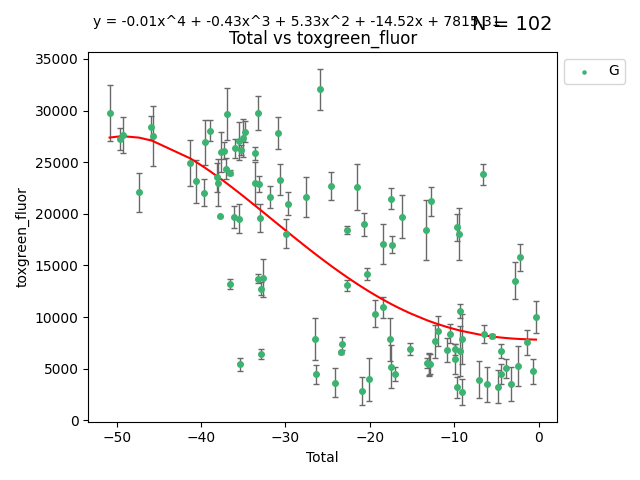 y = -0.01x^4 + -0.43x^3 + 5.33x^2 + -14.52x + 7815.31
N = 102
Total vs toxgreen_fluor
G
35000
30000
25000
20000
15000
10000
5000
0
toxgreen_fluor
−50 −40 −30 −20 −10 0
Total